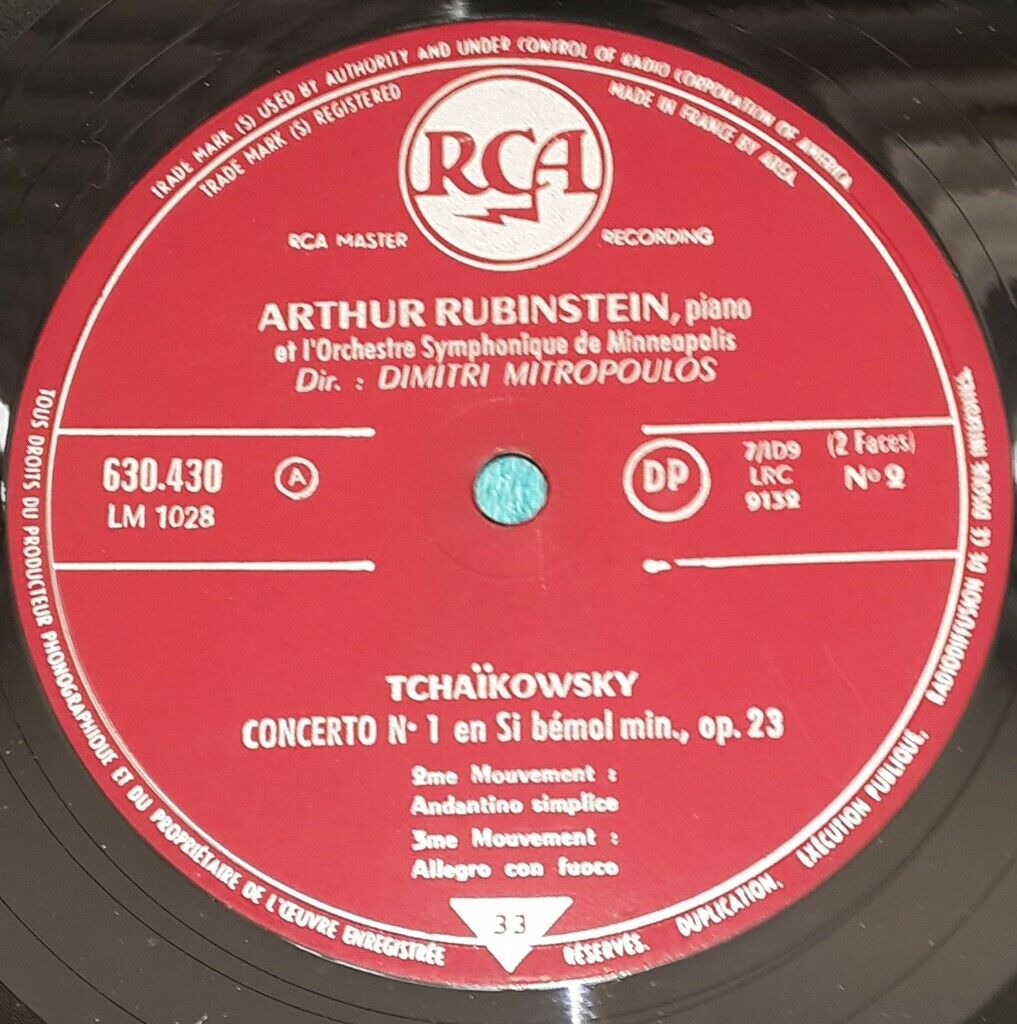 TRADE MARK (S) USED BY AUTHORITY AND UNDER CONTROL OF RADIO CORPORATION OF AMERICA
TRADE MARK (S) REGISTERED
MADE IN FRANCE BY AREA
RCA
RCA MASTER RECORDING
ARTHUR RUBINSTEIN, piano
et l'Orchestre Symphonique de Minneapolis
Dir. : DIMITRI MITROPOULOS
630.430
LM 1028
A
DP
7/1D9
LRC
9132
(2 Faces)
Nº 2
TCHAÏKOWSKY
CONCERTO Nº 1 en Si bémol min., op. 23
2me Mouvement :
Andantino simplice
3me Mouvement :
Allegro con fuoco
33
TOUS DROITS DU PRODUCTEUR PHONOGRAPHIQUE ET DU PROPRIÉTAIRE DE L'ŒUVRE ENREGISTRÉE RÉSERVÉS. DUPLICATION, EXÉCUTION PUBLIQUE, RADIODIFFUSION DE CE DISQUE INTERDITES